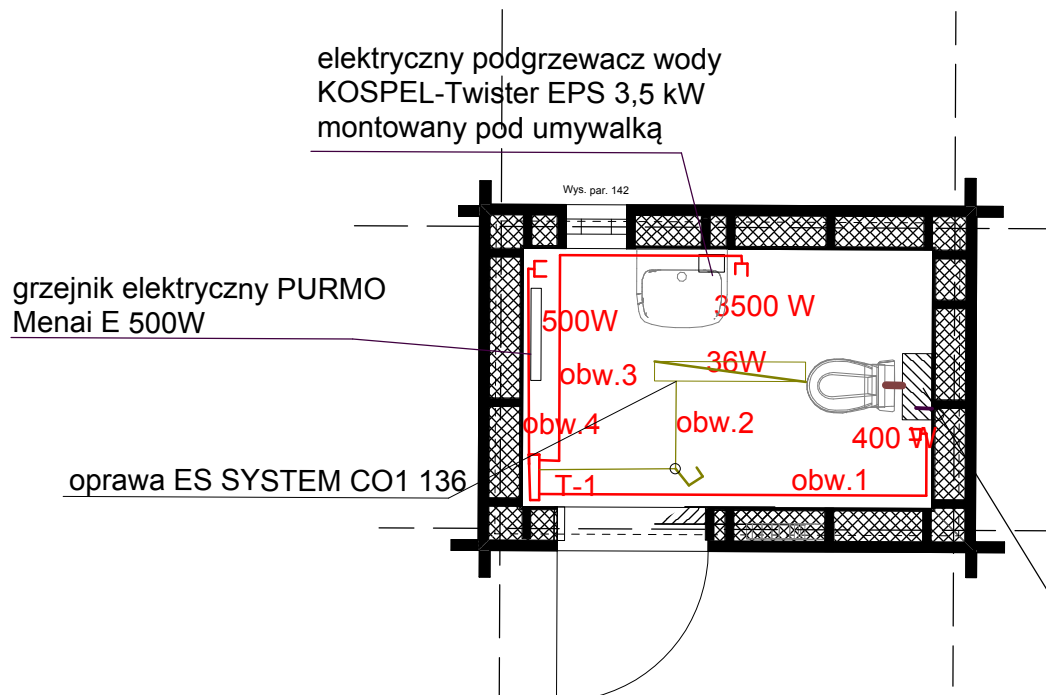 elektryczny podgrzewacz wody
KOSPEL-Twister EPS 3,5 kW
montowany pod umywalką
Wys. par. 142
grzejnik elektryczny PURMO
Menai E 500W
500W
3500 W
36W
obw.3
obw.4
obw.2
400 W
oprawa ES SYSTEM CO1 136
T-1
obw.1